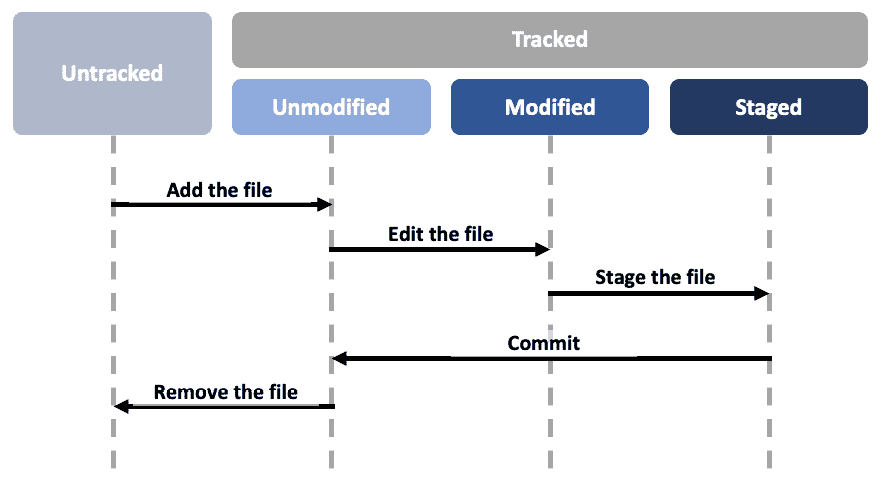 Untracked
Tracked
Unmodified
Modified
Staged
Add the file
Edit the file
Stage the file
Commit
Remove the file